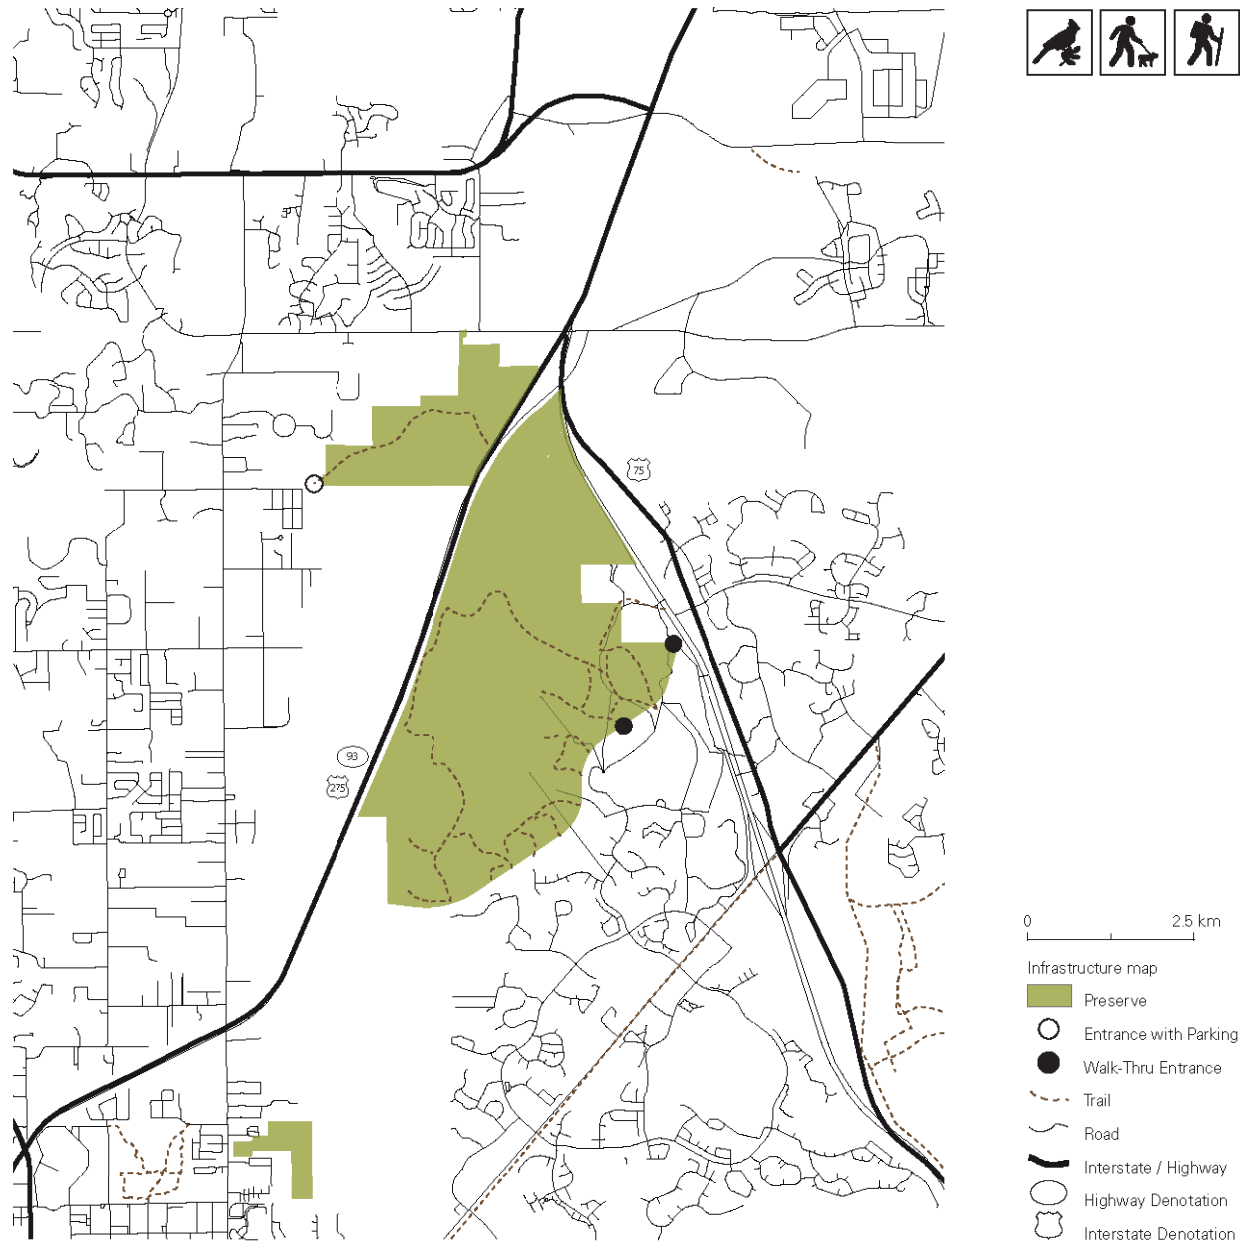 75
93
275
0 2.5 km
Infrastructure map
Preserve
Entrance with Parking
Walk-Thru Entrance
Trail
Road
Interstate / Highway
Highway Denotation
Interstate Denotation